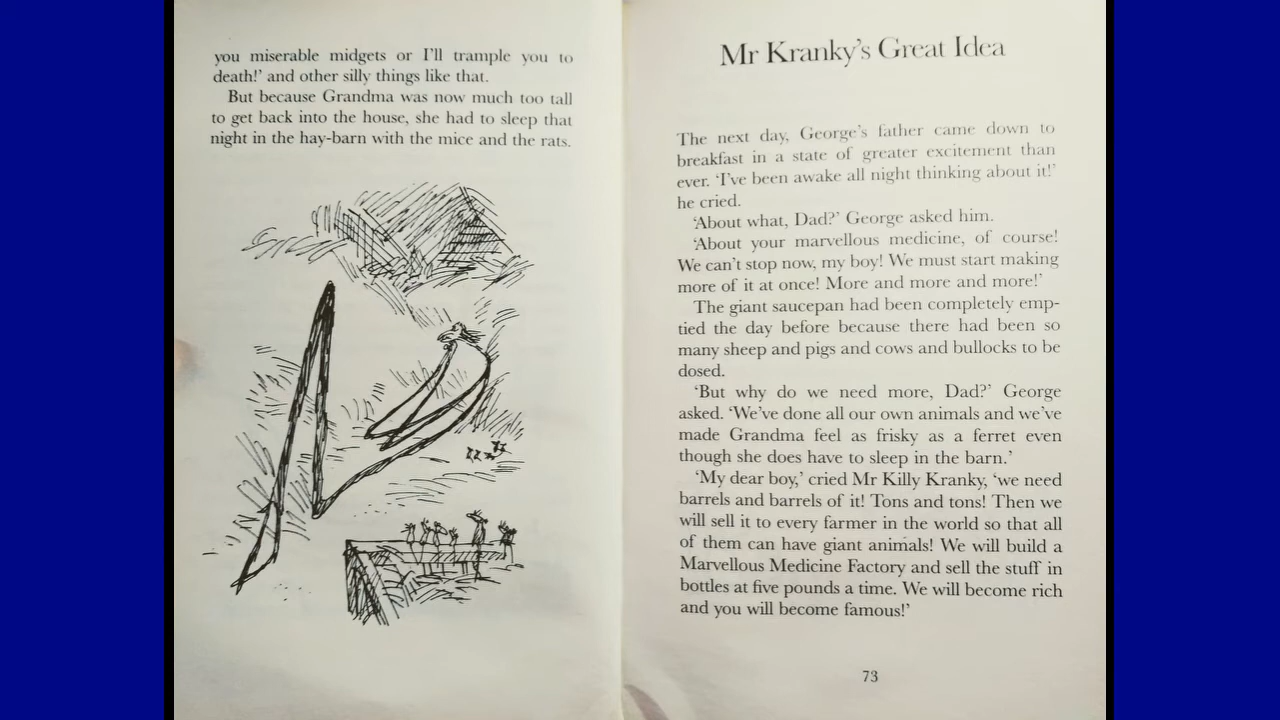 you miserable midgets or I'll trample you to
death!' and other silly things like that.
But because Grandma was now much too tall
to get back into the house, she had to sleep that
night in the hay-barn with the mice and the rats.
Mr Kranky's Great Idea
The next day, George's father came down to
breakfast in a state of greater excitement than
ever. 'I've been awake all night thinking about it!'
he cried.
'About what, Dad?' George asked him.
'About your marvellous medicine, of course!
We can't stop now, my boy! We must start making
more of it at once! More and more and more!'
The giant saucepan had been completely emp-
tied the day before because there had been so
many sheep and pigs and cows and bullocks to be
dosed.
'But why do we need more, Dad?' George
asked. 'We've done all our own animals and we've
made Grandma feel as frisky as a ferret even
though she does have to sleep in the barn.'
'My dear boy,' cried Mr Killy Kranky, 'we need
barrels and barrels of it! Tons and tons! Then we
will sell it to every farmer in the world so that all
of them can have giant animals! We will build a
Marvellous Medicine Factory and sell the stuff in
bottles at five pounds a time. We will become rich
and you will become famous!'
73